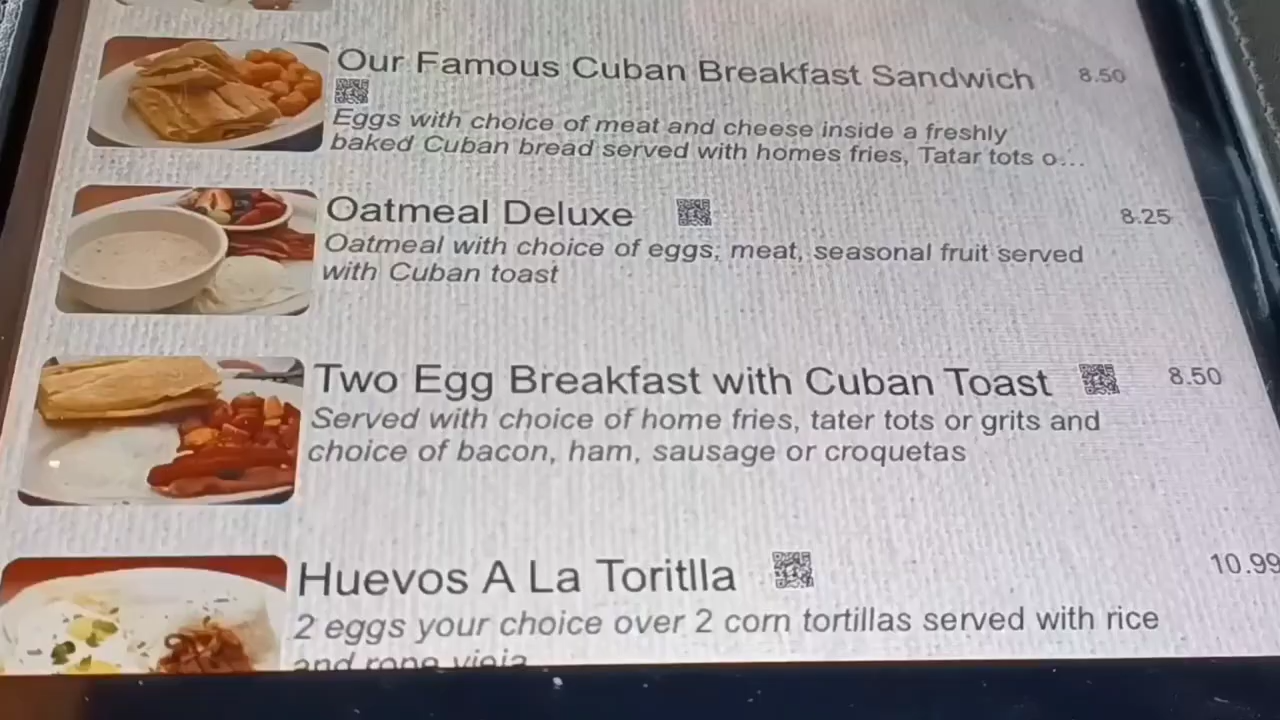 Our Famous Cuban Breakfast Sandwich 8.50
Eggs with choice of meat and cheese inside a freshly
baked Cuban bread served with homes fries, Tatar tots o...
Oatmeal Deluxe 8.25
Oatmeal with choice of eggs, meat, seasonal fruit served
with Cuban toast
Two Egg Breakfast with Cuban Toast 8.50
Served with choice of home fries, tater tots or grits and
choice of bacon, ham, sausage or croquetas
Huevos A La Toritlla 10.99
2 eggs your choice over 2 corn tortillas served with rice
and ropa vieja